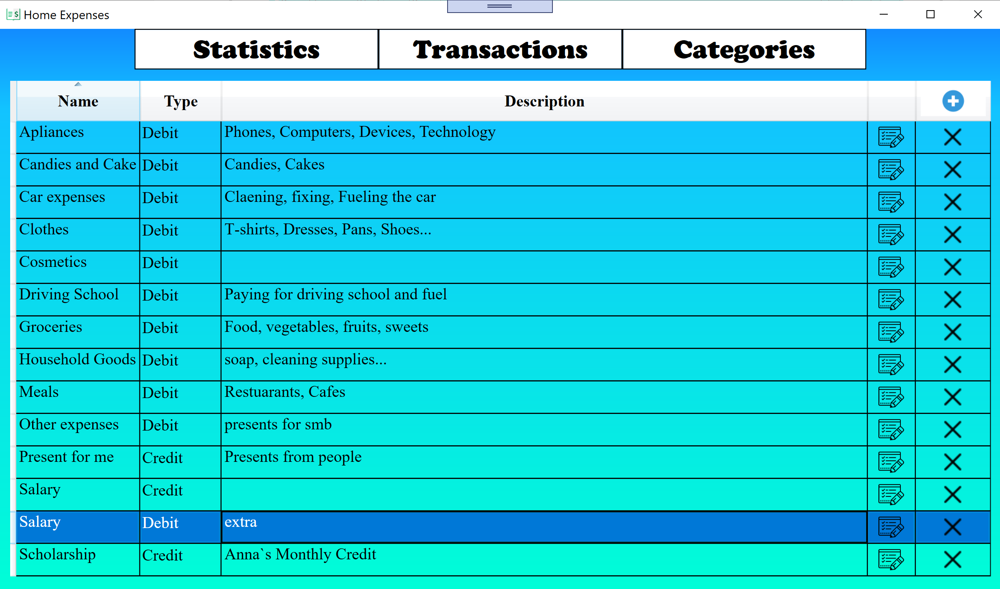 Home Expenses
Statistics Transactions Categories
Name Type Description
Apliances Debit Phones, Computers, Devices, Technology
Candies and Cake Debit Candies, Cakes
Car expenses Debit Claening, fixing, Fueling the car
Clothes Debit T-shirts, Dresses, Pans, Shoes...
Cosmetics Debit
Driving School Debit Paying for driving school and fuel
Groceries Debit Food, vegetables, fruits, sweets
Household Goods Debit soap, cleaning supplies...
Meals Debit Restuarants, Cafes
Other expenses Debit presents for smb
Present for me Credit Presents from people
Salary Credit
Salary Debit extra
Scholarship Credit Anna`s Monthly Credit